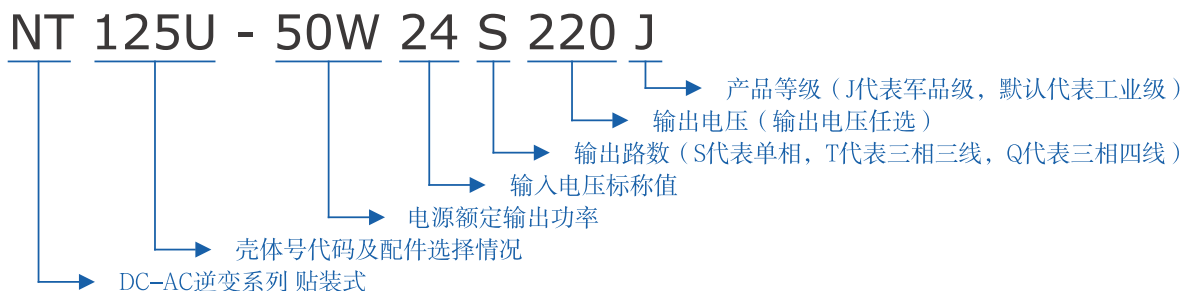 NT 125U - 50W 24 S 220 J
产品等级（J代表军品级，默认代表工业级）
输出电压（输出电压任选）
输出路数（S代表单相，T代表三相三线，Q代表三相四线）
输入电压标称值
电源额定输出功率
壳体号代码及配件选择情况
DC-AC逆变系列 贴装式